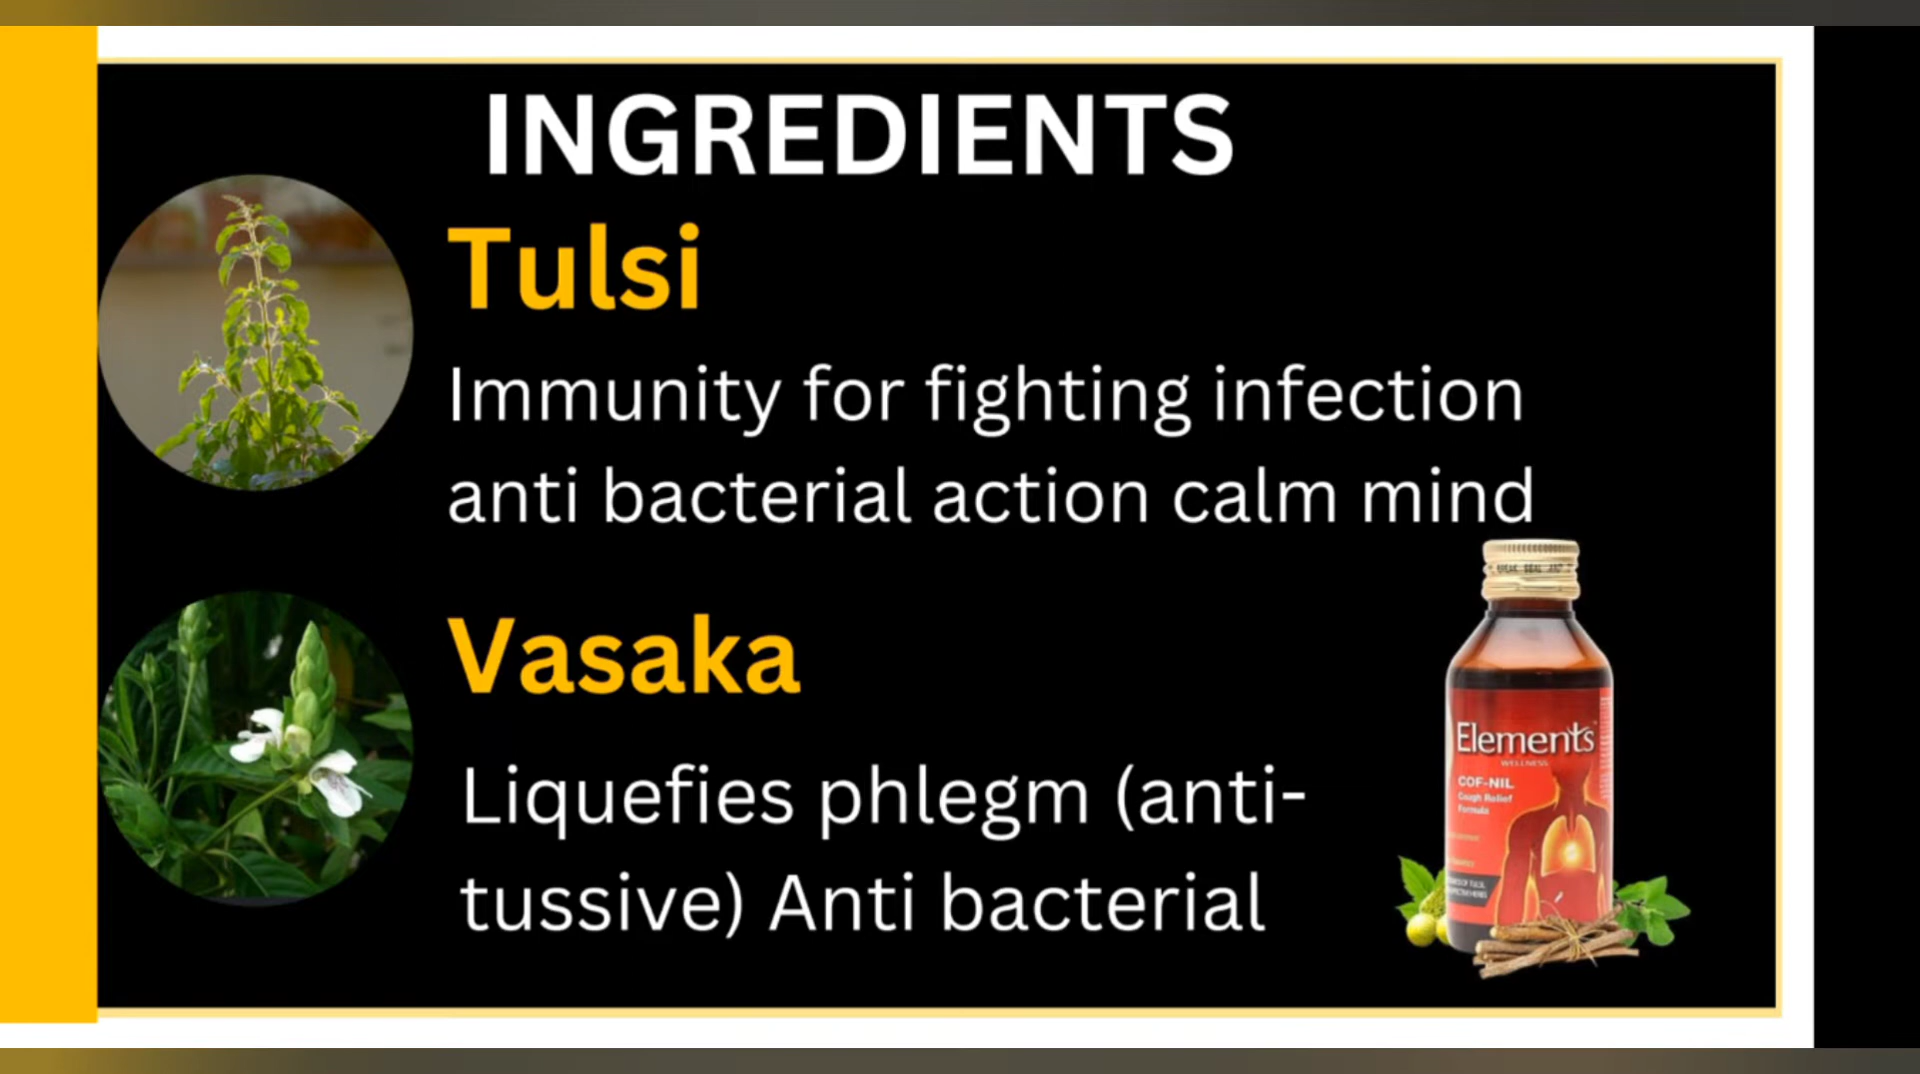 INGREDIENTS
Tulsi
Immunity for fighting infection
anti bacterial action calm mind
Vasaka
Liquefies phlegm (anti-
tussive) Anti bacterial
Elements
WELLNESS
COF-NIL
Cough Relief
Formula